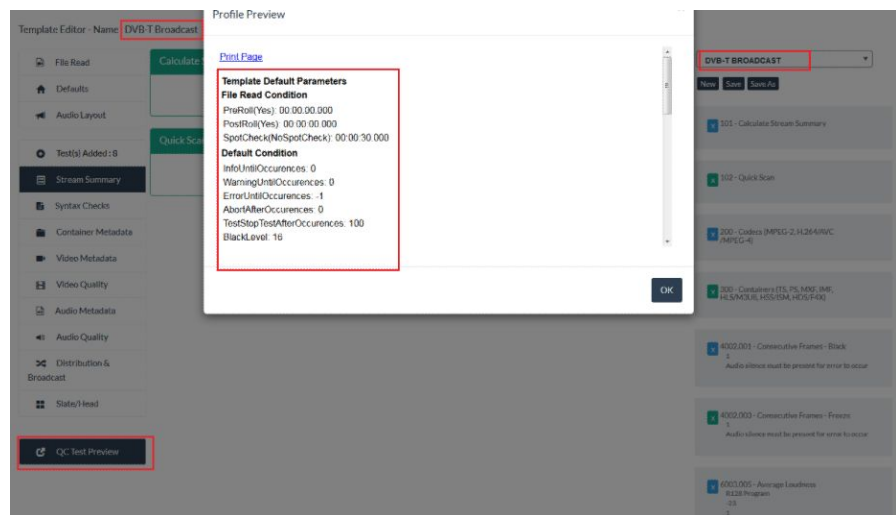 Template Editor - Name DVB-T Broadcast
File Read
Defaults
Audio Layout
Test(s) Added : 8
Stream Summary
Syntax Checks
Container Metadata
Video Metadata
Video Quality
Audio Metadata
Audio Quality
Distribution &
Broadcast
Slate/Head
QC Test Preview
Calculate
Quick Scan
Profile Preview
Print Page
Template Default Parameters
File Read Condition
PreRoll(Yes): 00:00:00.000
PostRoll(Yes): 00:00:00.000
SpotCheck(NoSpotCheck): 00:00:30.000
Default Condition
InfoUntilOccurences: 0
WarningUntilOccurences: 0
ErrorUntilOccurences: -1
AbortAfterOccurences: 0
TestStopTestAfterOccurences: 100
BlackLevel: 16
OK
DVB-T BROADCAST
New Save Save As
x 101 - Calculate Stream Summary
x 102 - Quick Scan
x 200 - Codecs (MPEG-2, H.264/AVC
/MPEG-4)
x 300 - Containers (TS, PS, MXF, IMF,
HLS/M3U8, HSS/ISM, HDS/F4X)
x 4002.001 - Consecutive Frames - Black
1
Audio silence must be present for error to occur
x 4002.003 - Consecutive Frames - Freeze
1
Audio silence must be present for error to occur
x 6003.005 - Average Loudness
R128 Program